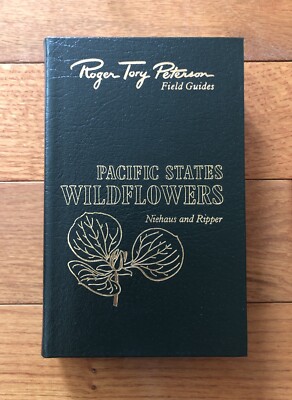 Roger Tory Peterson
Field Guides
PACIFIC STATES
WILDFLOWERS
Niehaus and Ripper